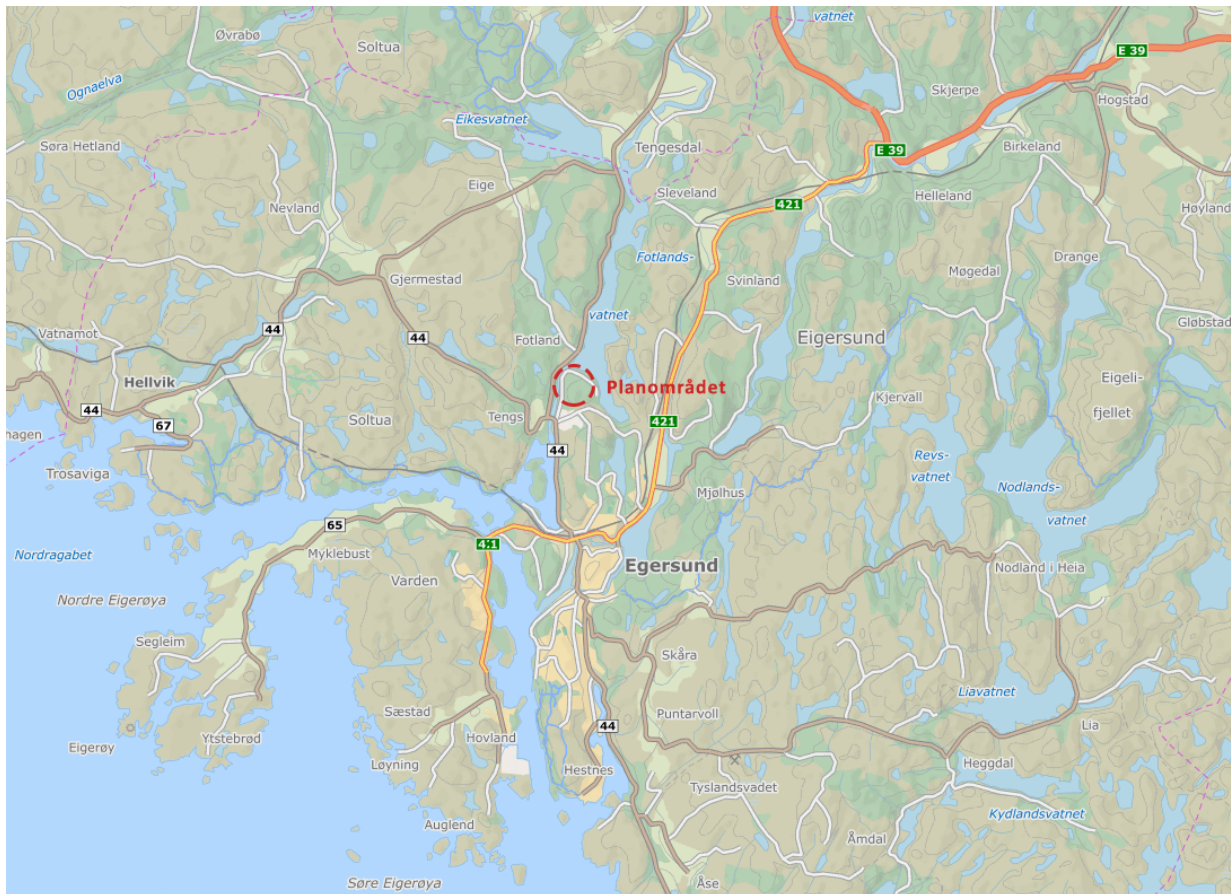 vatnet
Øvrabø
Soltua
E 39
Ognaelva
Skjerpe
Hogstad
Eikesvatnet
Søra Hetland
Tengesdal
E 39
Birkeland
Eige
Sleveland
Helleland
Nevland
421
Høyland
Fotlands-
Drange
Gjermestad
Svinland
Møgedal
vatnet
Gløbstad
44
Vatnamot
44
Fotland
Eigersund
Hellvik
Planområdet
Eigeli-
fjellet
44
Kjervall
67
Tengs
Soltua
421
hagen
44
Revs-
vatnet
Trosaviga
Nodlands-
vatnet
Mjølhus
65
Nordragabet
Myklebust
421
Egersund
Nodland i Heia
Varden
Nordre Eigerøya
Segleim
Skåra
Liavatnet
Sæstad
Puntarvoll
Lia
44
Eigerøy
Ytstebrød
Hovland
Løyning
Hestnes
Heggdal
Tyslandsvadet
Kydlandsvatnet
Auglend
Åmdal
Søre Eigerøya
Åse